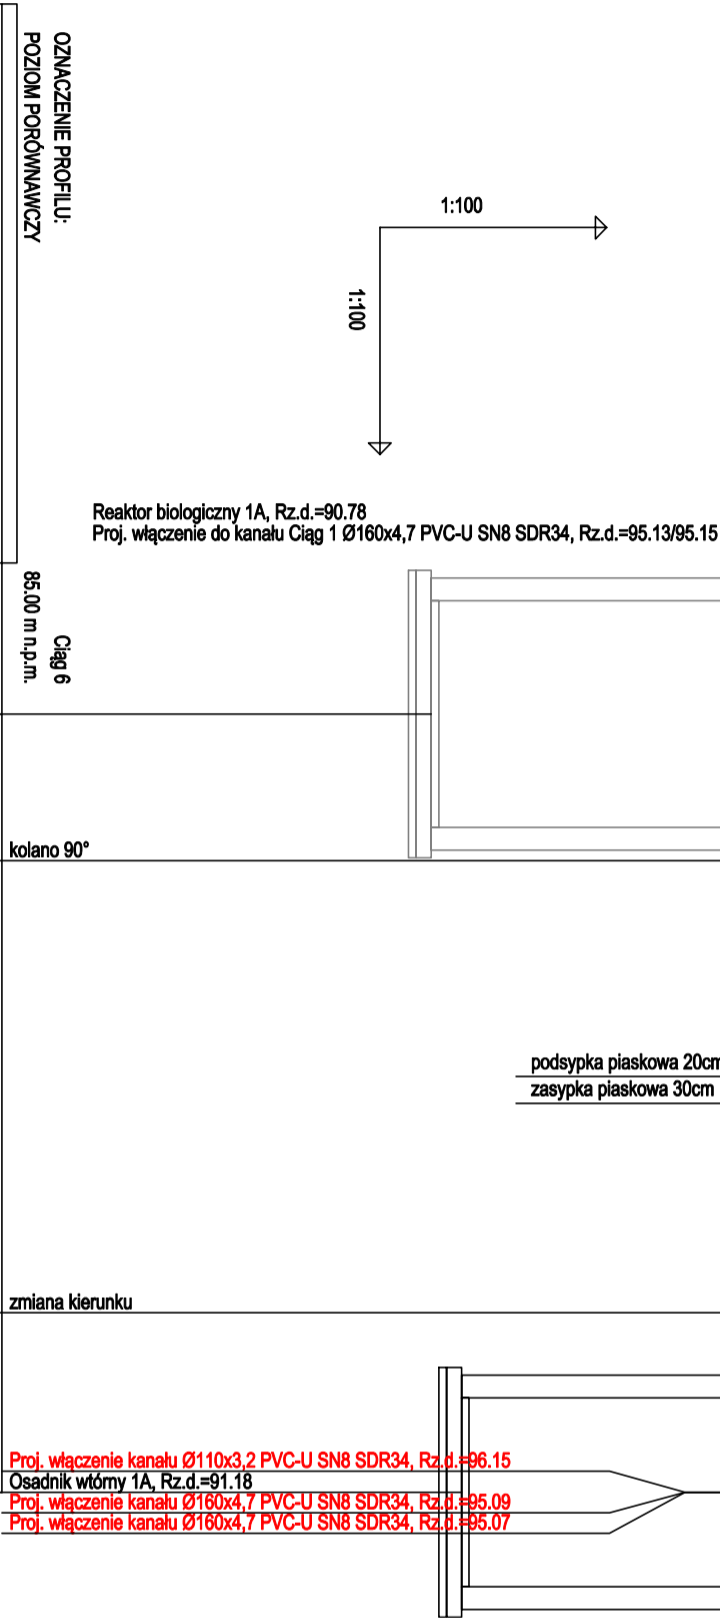 OZNACZENIE PROFILU:
POZIOM PORÓWNAWCZY
1:100
1:100
Reaktor biologiczny 1A, Rz.d.=90.78
Proj. włączenie do kanału Ciąg 1 Ø160x4,7 PVC-U SN8 SDR34, Rz.d.=95.13/95.15
Ciąg 6
85.00 m n.p.m.
kolano 90°
podsypka piaskowa 20cm
zasypka piaskowa 30cm
zmiana kierunku
Proj. włączenie kanału Ø110x3,2 PVC-U SN8 SDR34, Rz.d.=96.15
Osadnik wtórny 1A, Rz.d.=91.18
Proj. włączenie kanału Ø160x4,7 PVC-U SN8 SDR34, Rz.d.=95.09
Proj. włączenie kanału Ø160x4,7 PVC-U SN8 SDR34, Rz.d.=95.07